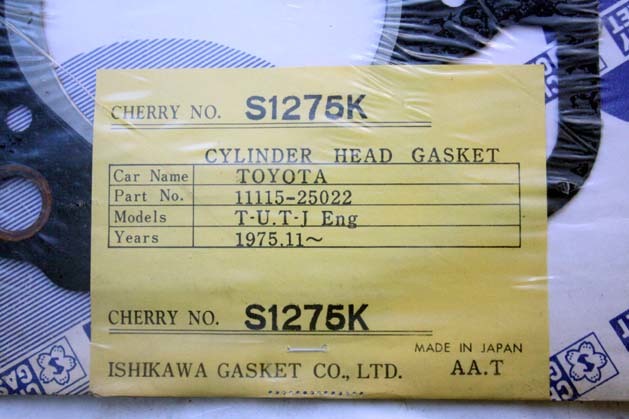 CHERRY NO. S1275K
CYLINDER HEAD GASKET
Car Name TOYOTA
Part No. 11115-25022
Models T·U.T·J Eng
Years 1975.11~
CHERRY NO. S1275K
MADE IN JAPAN
ISHIKAWA GASKET CO., LTD. AA.T